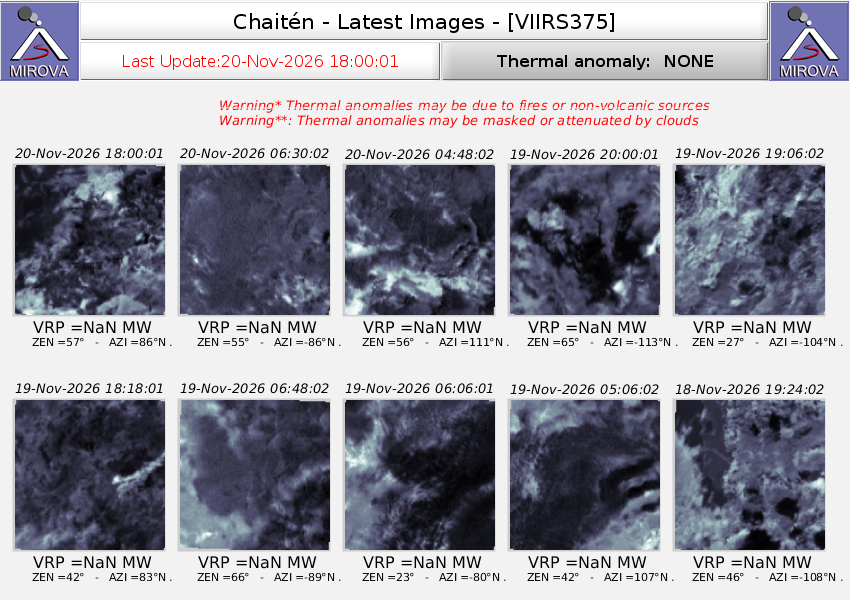 Chaitén - Latest Images - [VIIRS375]
MIROVA
Last Update:20-Nov-2026 18:00:01
Thermal anomaly:  NONE
MIROVA
Warning* Thermal anomalies may be due to fires or non-volcanic sources
Warning**: Thermal anomalies may be masked or attenuated by clouds
20-Nov-2026 18:00:01
20-Nov-2026 06:30:02
20-Nov-2026 04:48:02
19-Nov-2026 20:00:01
19-Nov-2026 19:06:02
VRP =NaN MW
VRP =NaN MW
VRP =NaN MW
VRP =NaN MW
VRP =NaN MW
ZEN =57°  -  AZI =86°N .
ZEN =55°  -  AZI =-86°N .
ZEN =56°  -  AZI =111°N .
ZEN =65°  -  AZI =-113°N .
ZEN =27°  -  AZI =-104°N .
19-Nov-2026 18:18:01
19-Nov-2026 06:48:02
19-Nov-2026 06:06:01
19-Nov-2026 05:06:02
18-Nov-2026 19:24:02
VRP =NaN MW
VRP =NaN MW
VRP =NaN MW
VRP =NaN MW
VRP =NaN MW
ZEN =42°  -  AZI =83°N .
ZEN =66°  -  AZI =-89°N .
ZEN =23°  -  AZI =-80°N .
ZEN =42°  -  AZI =107°N .
ZEN =46°  -  AZI =-108°N .